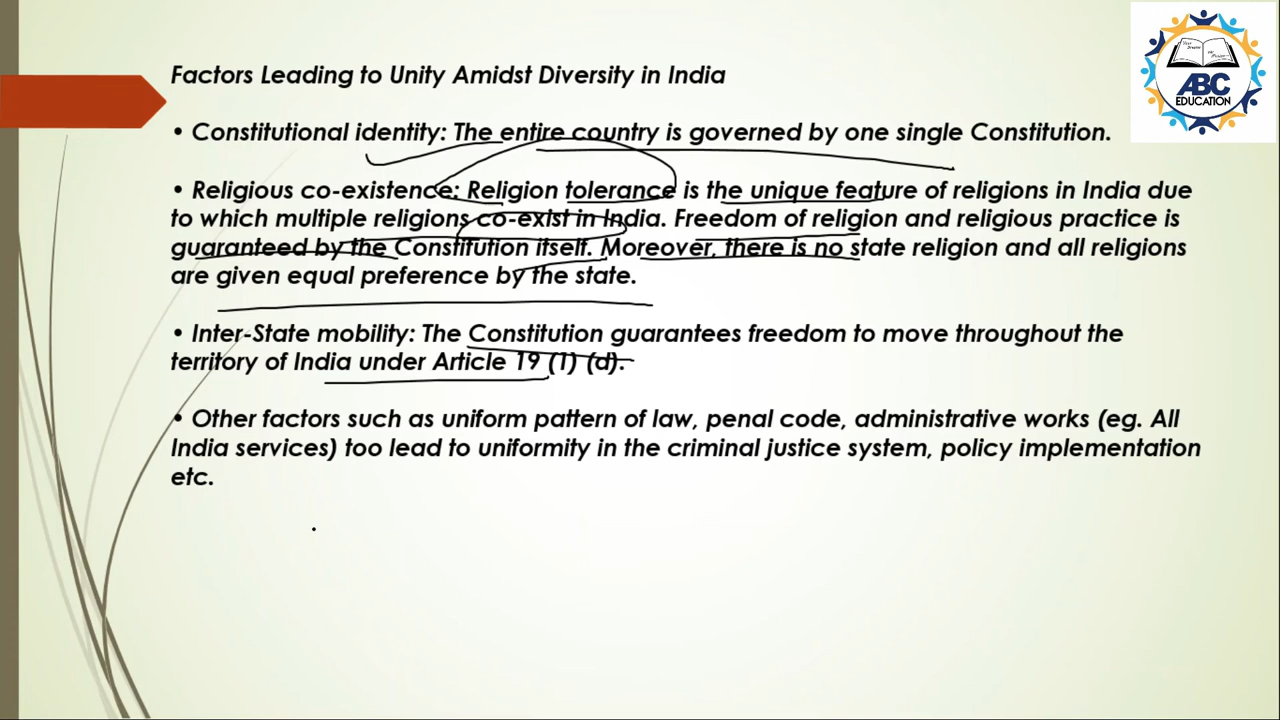 Factors Leading to Unity Amidst Diversity in India
• Constitutional identity: The entire country is governed by one single Constitution.
• Religious co-existence: Religion tolerance is the unique feature of religions in India due
to which multiple religions co-exist in India. Freedom of religion and religious practice is
guaranteed by the Constitution itself. Moreover, there is no state religion and all religions
are given equal preference by the state.
• Inter-State mobility: The Constitution guarantees freedom to move throughout the
territory of India under Article 19 (1) (d).
• Other factors such as uniform pattern of law, penal code, administrative works (eg. All
India services) too lead to uniformity in the criminal justice system, policy implementation
etc.
ABC
EDUCATION